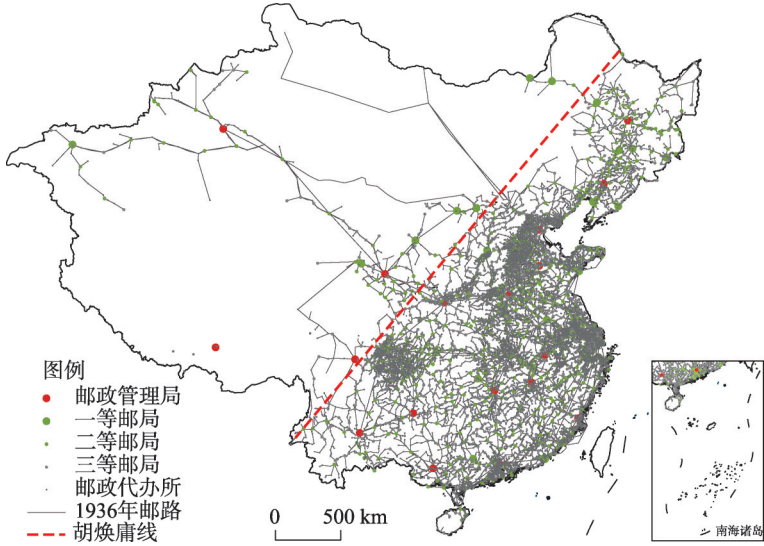 图例
邮政管理局
一等邮局
二等邮局
三等邮局
邮政代办所
1936年邮路
胡焕庸线
0 500 km
南海诸岛